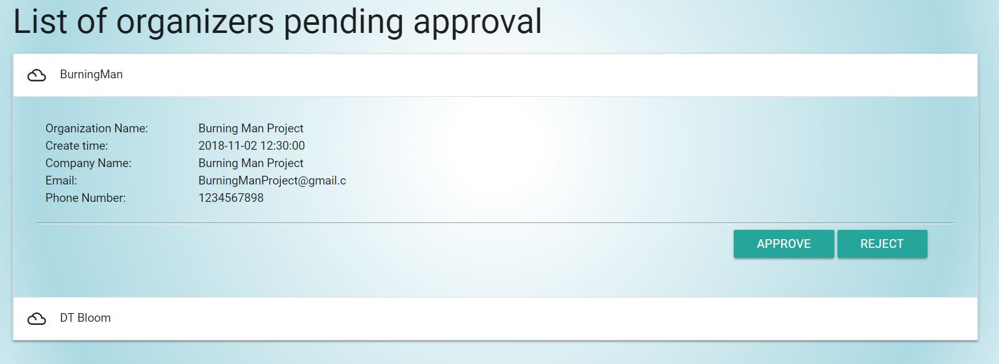 List of organizers pending approval
BurningMan
Organization Name: Burning Man Project
Create time: 2018-11-02 12:30:00
Company Name: Burning Man Project
Email: BurningManProject@gmail.c
Phone Number: 1234567898
APPROVE REJECT
DT Bloom